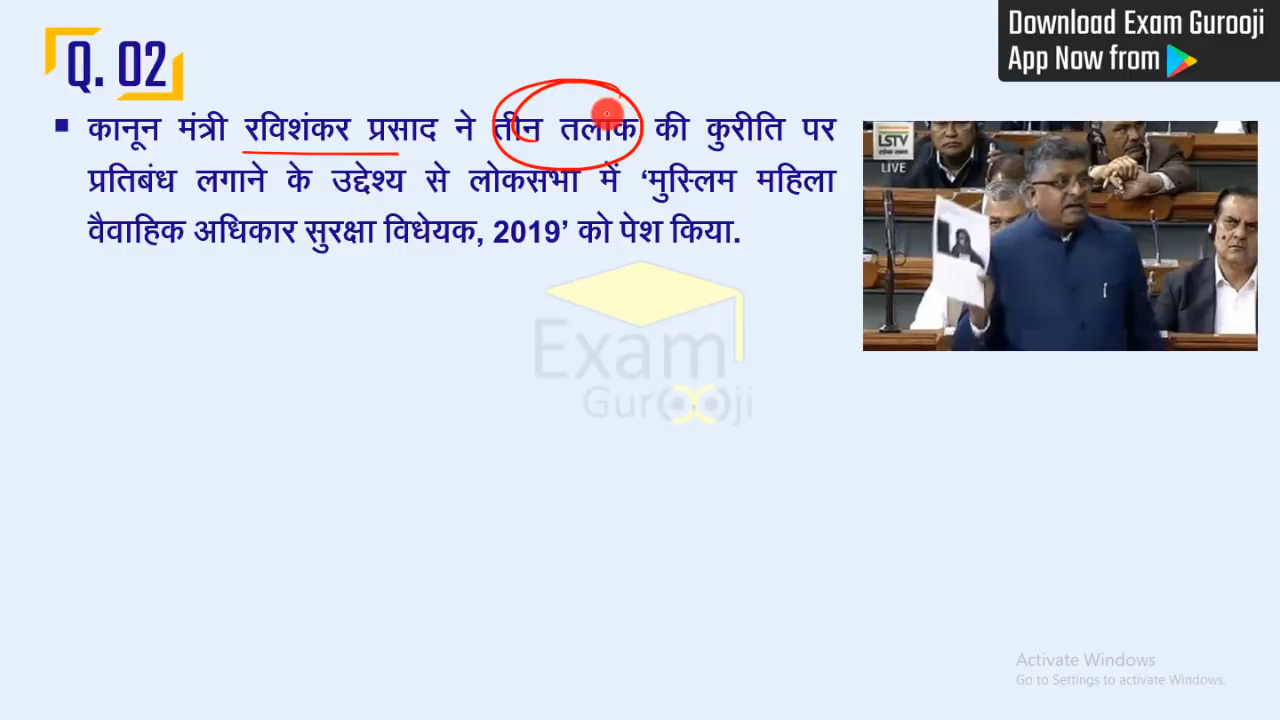 Download Exam Gurooji
App Now from
Q. 02
कानून मंत्री रविशंकर प्रसाद ने तीन तलाक की कुरीति पर
प्रतिबंध लगाने के उद्देश्य से लोकसभा में ‘मुस्लिम महिला
वैवाहिक अधिकार सुरक्षा विधेयक, 2019’ को पेश किया.
LSTV
LIVE
Exam
Gurooji
Activate Windows
Go to Settings to activate Windows.